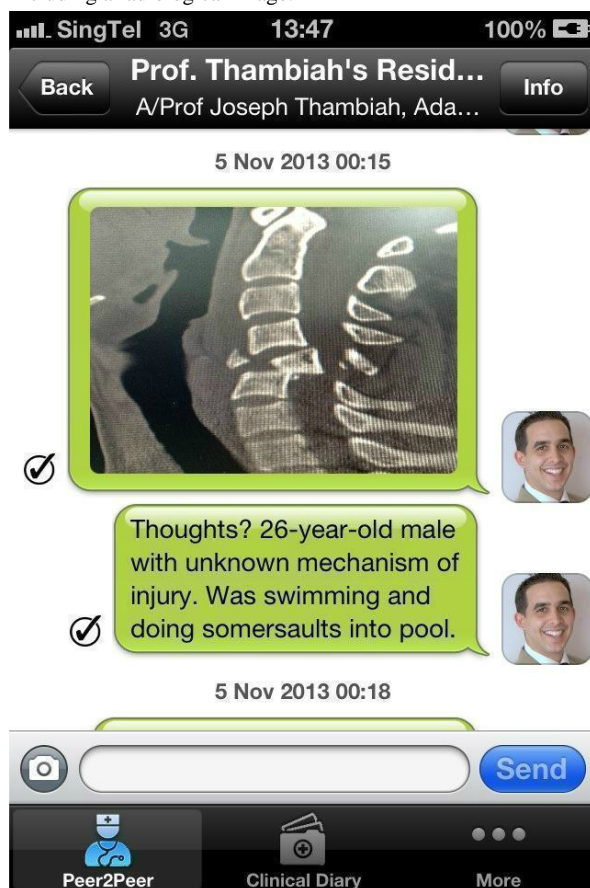 SingTel 3G 13:47 100%
Back
Prof. Thambiah's Resid...
A/Prof Joseph Thambiah, Ada...
Info
5 Nov 2013 00:15
Thoughts? 26-year-old male
with unknown mechanism of
injury. Was swimming and
doing somersaults into pool.
5 Nov 2013 00:18
Send
Peer2Peer Clinical Diary More